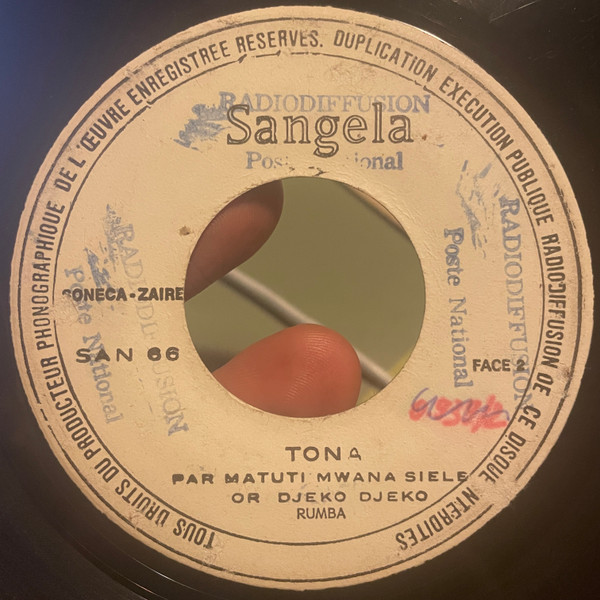 TOUS DROITS DU PRODUCTEUR PHONOGRAPHIQUE DE L'ŒUVRE ENREGISTREE RESERVES. DUPLICATION EXECUTION PUBLIQUE RADIODIFFUSION DE CE DISQUE INTERDITES
RADIODIFFUSION
Sangela
Poste National
RADIODIFFUSION
Poste National
RADIODIFFUSION
Poste National
SONECA-ZAIRE
SAN 66
FACE 2
TONA
PAR MATUTI MWANA SIELE
OR DJEKO DJEKO
RUMBA